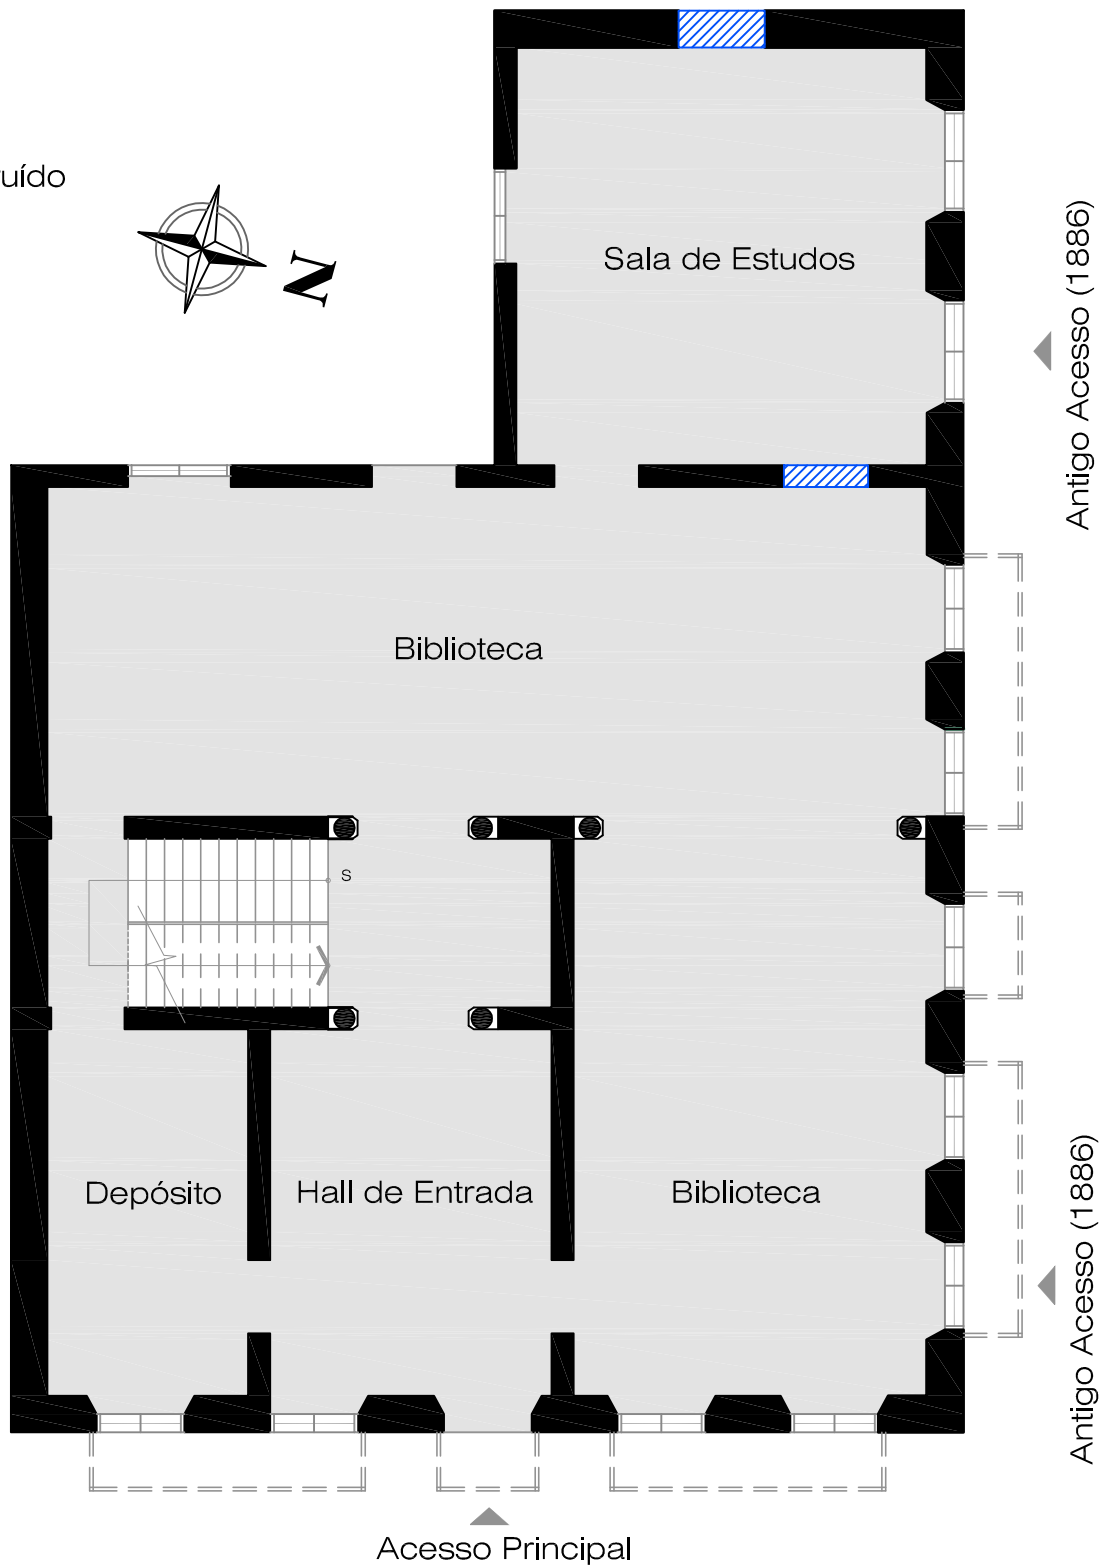 uído
N
Sala de Estudos
Antigo Acesso (1886)
Biblioteca
s
Depósito
Hall de Entrada
Biblioteca
Antigo Acesso (1886)
Acesso Principal